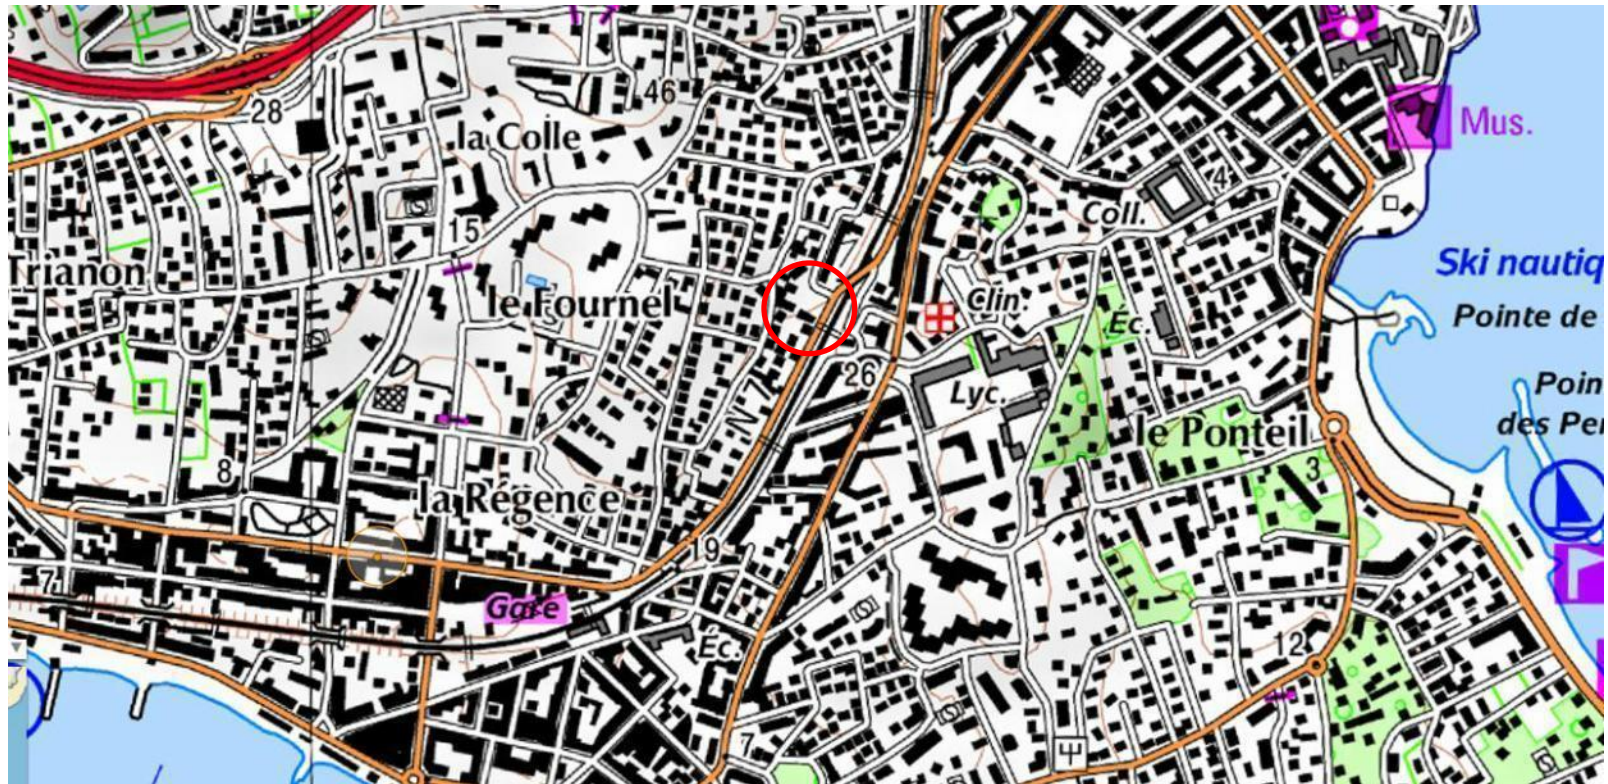 46
28
la Colle
Mus.
4
Coll.
15
Trianon
Ski nautiq
le Fournel
Clin.
Pointe de
Éc.
26
Lyc.
Poin
des Per
N 7
le Ponteil
8
3
la Régence
19
7
Gare
Éc.
12
7